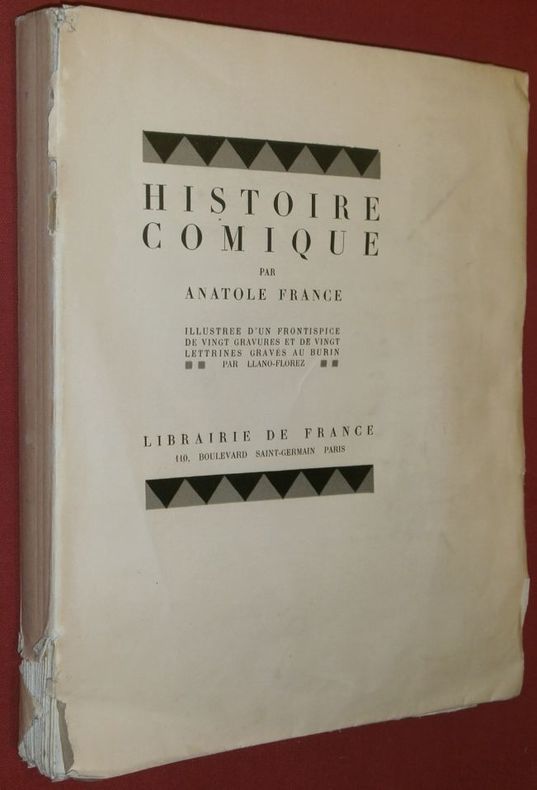 HISTOIRE
COMIQUE
PAR
ANATOLE FRANCE
ILLUSTREE D'UN FRONTISPICE
DE VINGT GRAVURES ET DE VINGT
LETTRINES GRAVÉS AU BURIN
PAR LLANO-FLOREZ
LIBRAIRIE DE FRANCE
110, BOULEVARD SAINT-GERMAIN PARIS